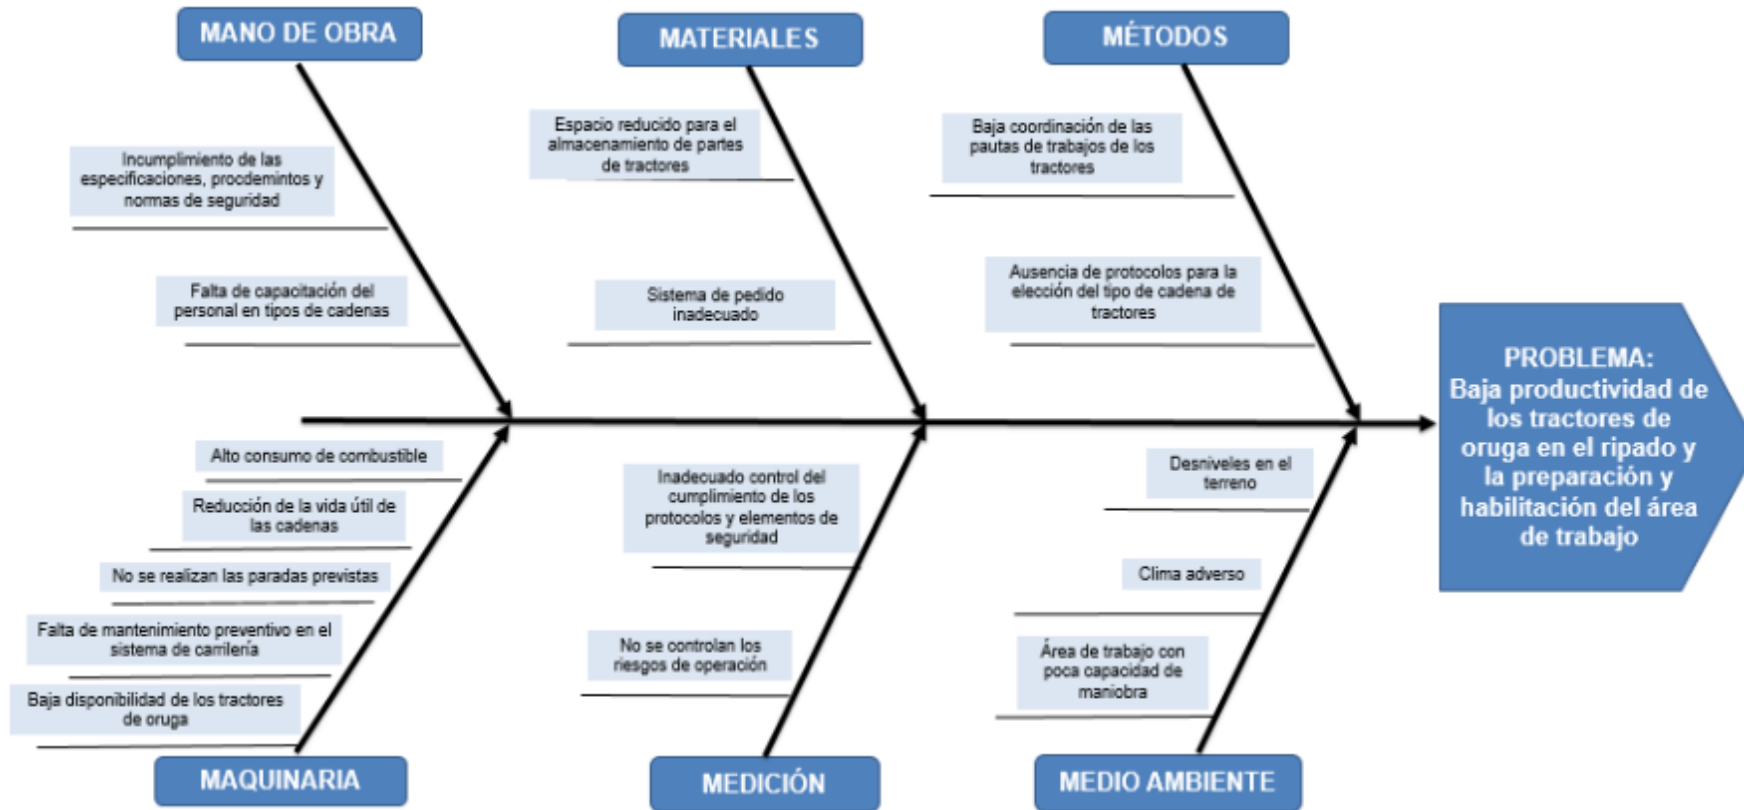 MANO DE OBRA
MATERIALES
MÉTODOS
Espacio reducido para el
almacenamiento de partes
de tractores
Baja coordinación de las
pautas de trabajos de los
tractores
Incumplimiento de las
especificaciones, procdemintos y
normas de seguridad
Falta de capacitación del
personal en tipos de cadenas
Sistema de pedido
inadecuado
Ausencia de protocolos para la
elección del tipo de cadena de
tractores
PROBLEMA:
Baja productividad de
los tractores de
oruga en el ripado y
la preparación y
habilitación del área
de trabajo
Alto consumo de combustible
Reducción de la vida útil de
las cadenas
No se realizan las paradas previstas
Falta de mantenimiento preventivo en el
sistema de carrilería
Baja disponibilidad de los tractores
de oruga
Inadecuado control del
cumplimiento de los
protocolos y elementos de
seguridad
No se controlan los
riesgos de operación
Desniveles en el
terreno
Clima adverso
Área de trabajo con
poca capacidad de
maniobra
MAQUINARIA
MEDICIÓN
MEDIO AMBIENTE